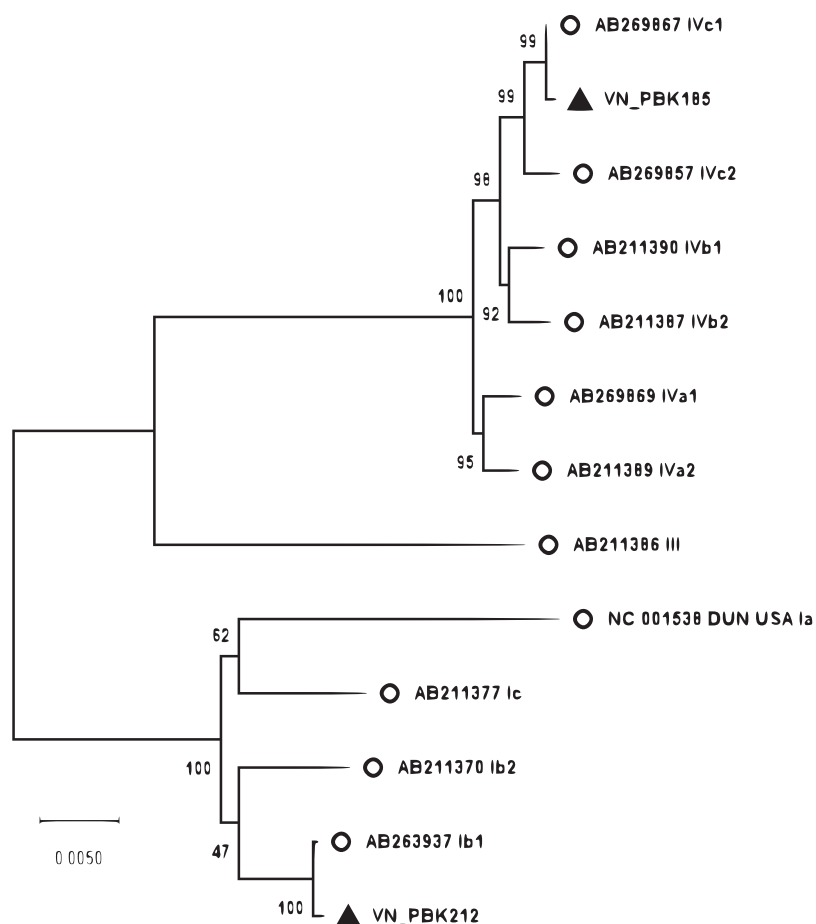 99
AB269867 IVc1
99
VN_PBK185
98
AB269857 IVc2
AB211390 IVb1
100
92
AB211387 IVb2
AB269869 IVa1
95
AB211389 IVa2
AB211386 III
NC 001538 DUN USA Ia
62
AB211377 Ic
100
AB211370 Ib2
0.0050
47
AB263937 Ib1
100
VN_PBK212